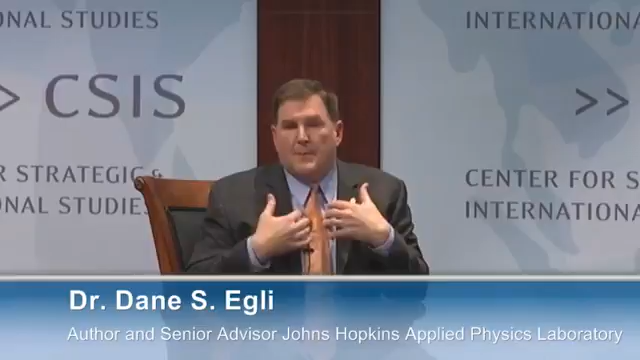 ONAL STUDIES
INTERNATIONA
> CSIS
>>
R STRATEGIC &
ONAL STUDIES
CENTER FOR S
INTERNATIONA
Dr. Dane S. Egli
Author and Senior Advisor Johns Hopkins Applied Physics Laboratory